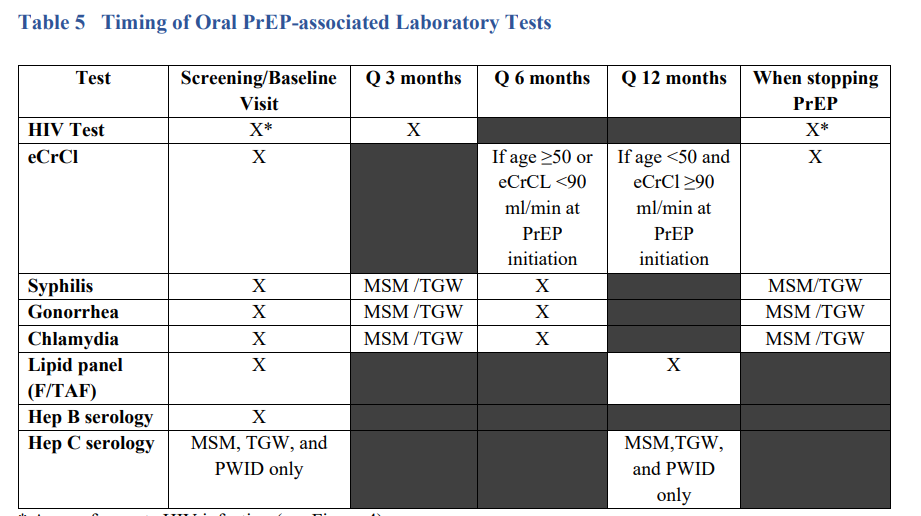 Table 5 Timing of Oral PrEP-associated Laboratory Tests
Test Screening/Baseline Visit Q 3 months Q 6 months Q 12 months When stopping PrEP
HIV Test X* X X*
eCrCl X If age ≥50 or eCrCL <90 ml/min at PrEP initiation If age <50 and eCrCl ≥90 ml/min at PrEP initiation X
Syphilis X MSM /TGW X MSM/TGW
Gonorrhea X MSM /TGW X MSM /TGW
Chlamydia X MSM /TGW X MSM /TGW
Lipid panel (F/TAF) X X
Hep B serology X
Hep C serology MSM, TGW, and PWID only MSM,TGW, and PWID only